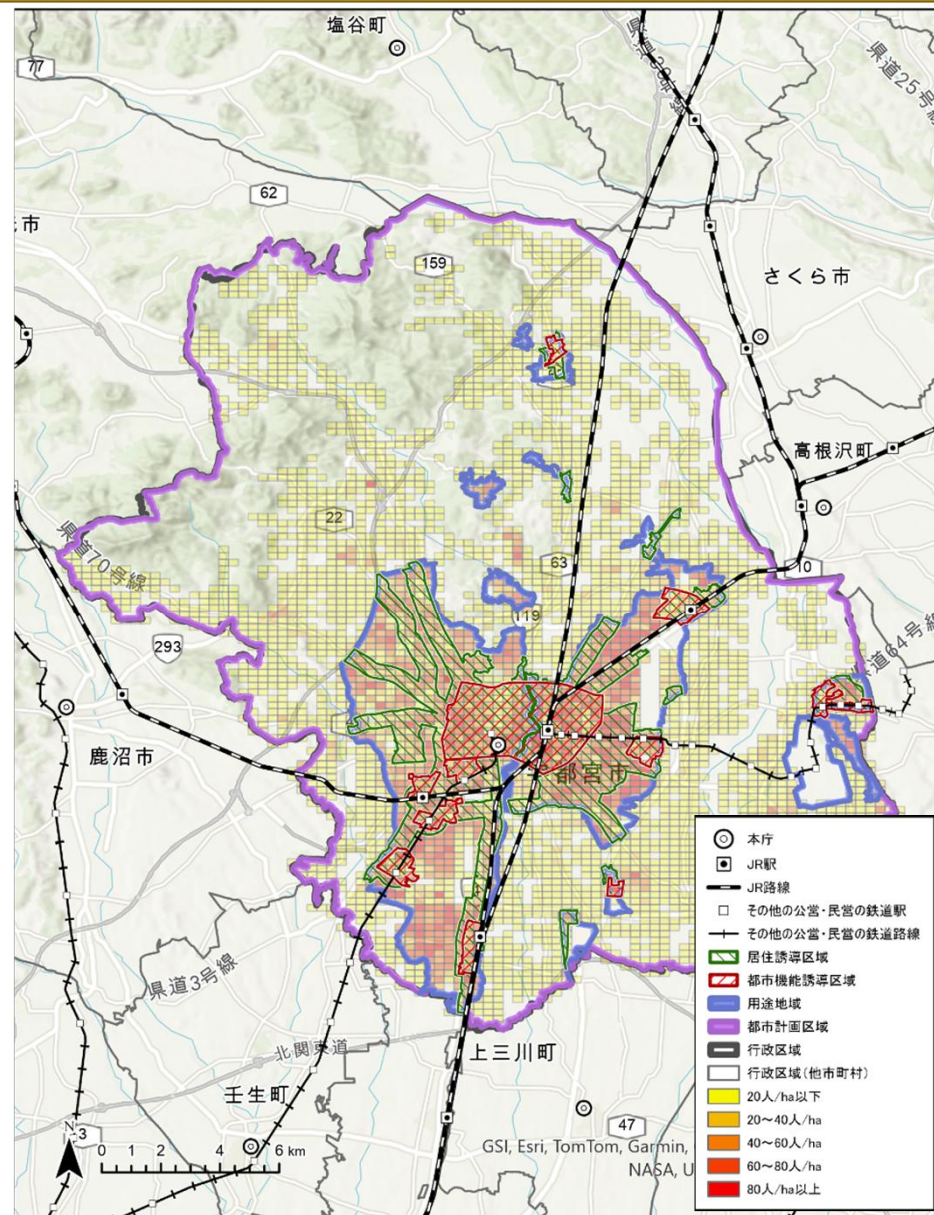 塩谷町
77
県道25号線
62
市
159
さくら市
高根沢町
22
県道70号線
63
10
119
293
県道64号線
鹿沼市
都宮市
県道3号線
北関東道
上三川町
壬生町
47
3
N
0 1 2 4 6 km
GSI, Esri, TomTom, Garmin,
NASA, U
本庁
JR駅
JR路線
その他の公営・民営の鉄道駅
その他の公営・民営の鉄道路線
居住誘導区域
都市機能誘導区域
用途地域
都市計画区域
行政区域
行政区域(他市町村)
20人/ha以下
20～40人/ha
40～60人/ha
60～80人/ha
80人/ha以上